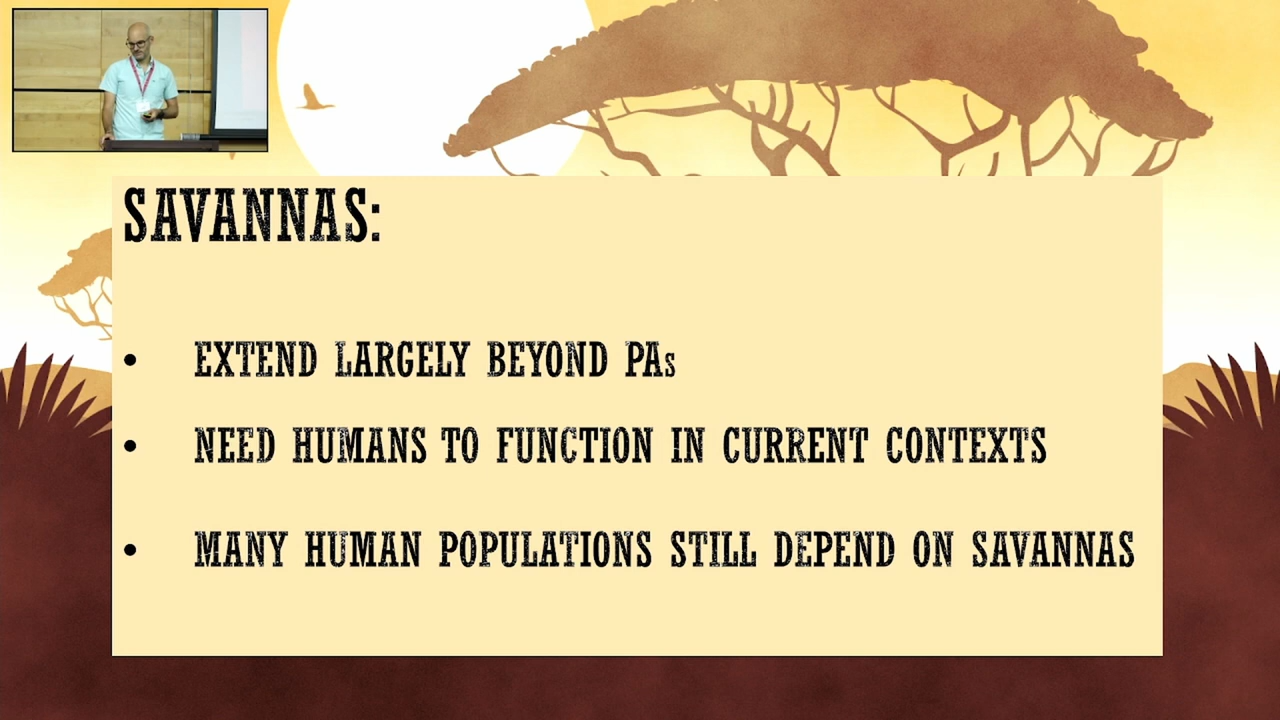 SAVANNAS:
• EXTEND LARGELY BEYOND PAs
• NEED HUMANS TO FUNCTION IN CURRENT CONTEXTS
• MANY HUMAN POPULATIONS STILL DEPEND ON SAVANNAS